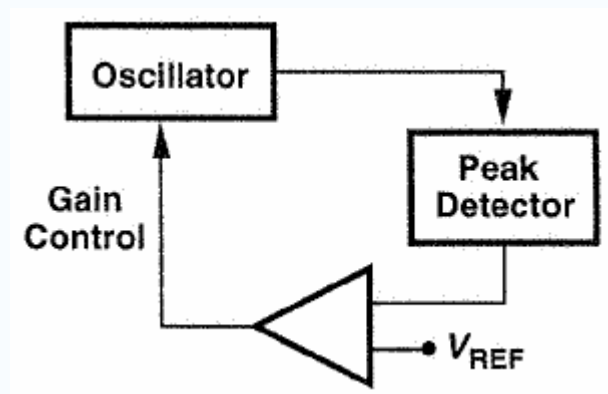 Oscillator
Peak
Detector
Gain
Control
VREF